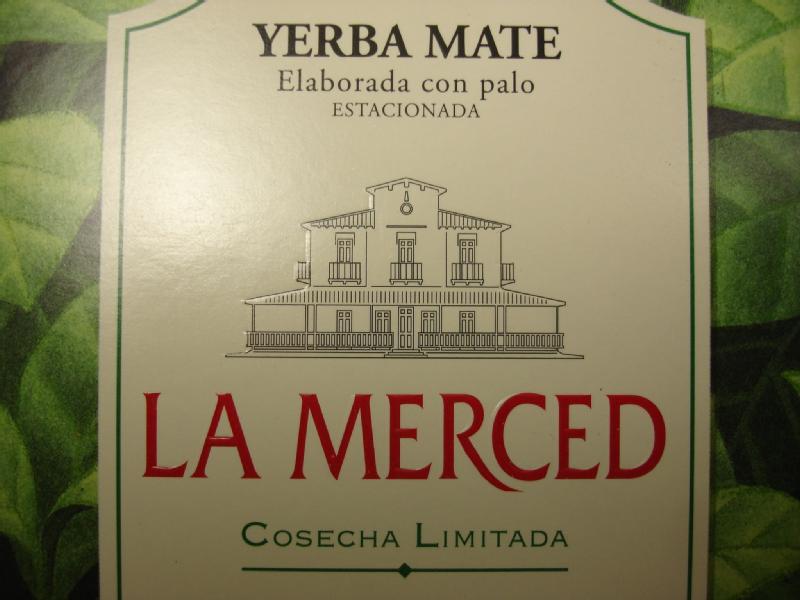 YERBA MATE
Elaborada con palo
ESTACIONADA
LA MERCED
COSECHA LIMITADA